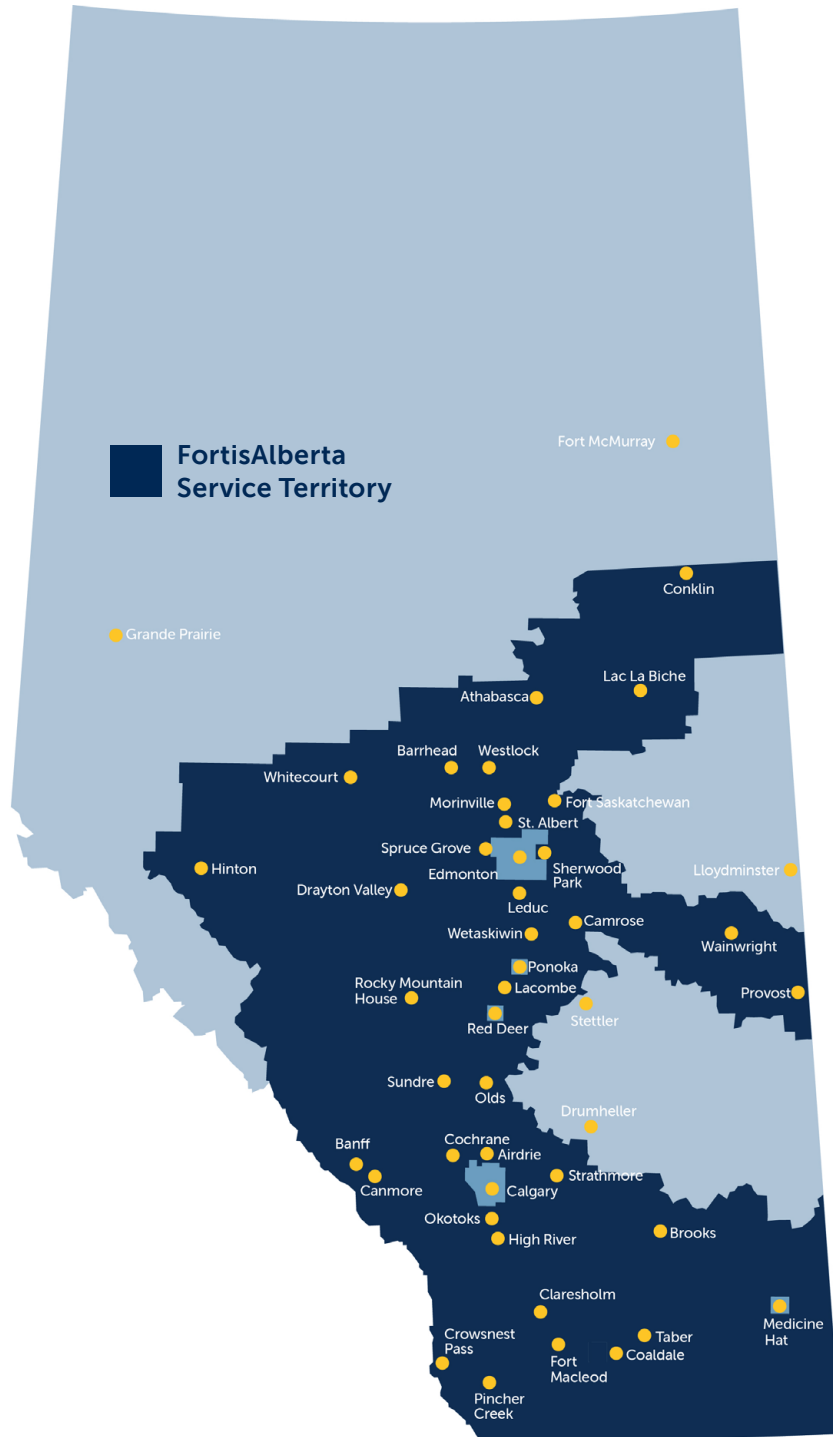 FortisAlberta
Service Territory
Fort McMurray
Conklin
Grande Prairie
Lac La Biche
Athabasca
Barrhead
Westlock
Whitecourt
Morinville
Fort Saskatchewan
St. Albert
Spruce Grove
Edmonton
Sherwood
Park
Hinton
Lloydminster
Drayton Valley
Leduc
Camrose
Wetaskiwin
Wainwright
Ponoka
Rocky Mountain
House
Lacombe
Provost
Red Deer
Stettler
Sundre
Olds
Drumheller
Cochrane
Airdrie
Banff
Canmore
Strathmore
Calgary
Okotoks
High River
Brooks
Claresholm
Medicine
Hat
Crowsnest
Pass
Taber
Coaldale
Fort
Macleod
Pincher
Creek